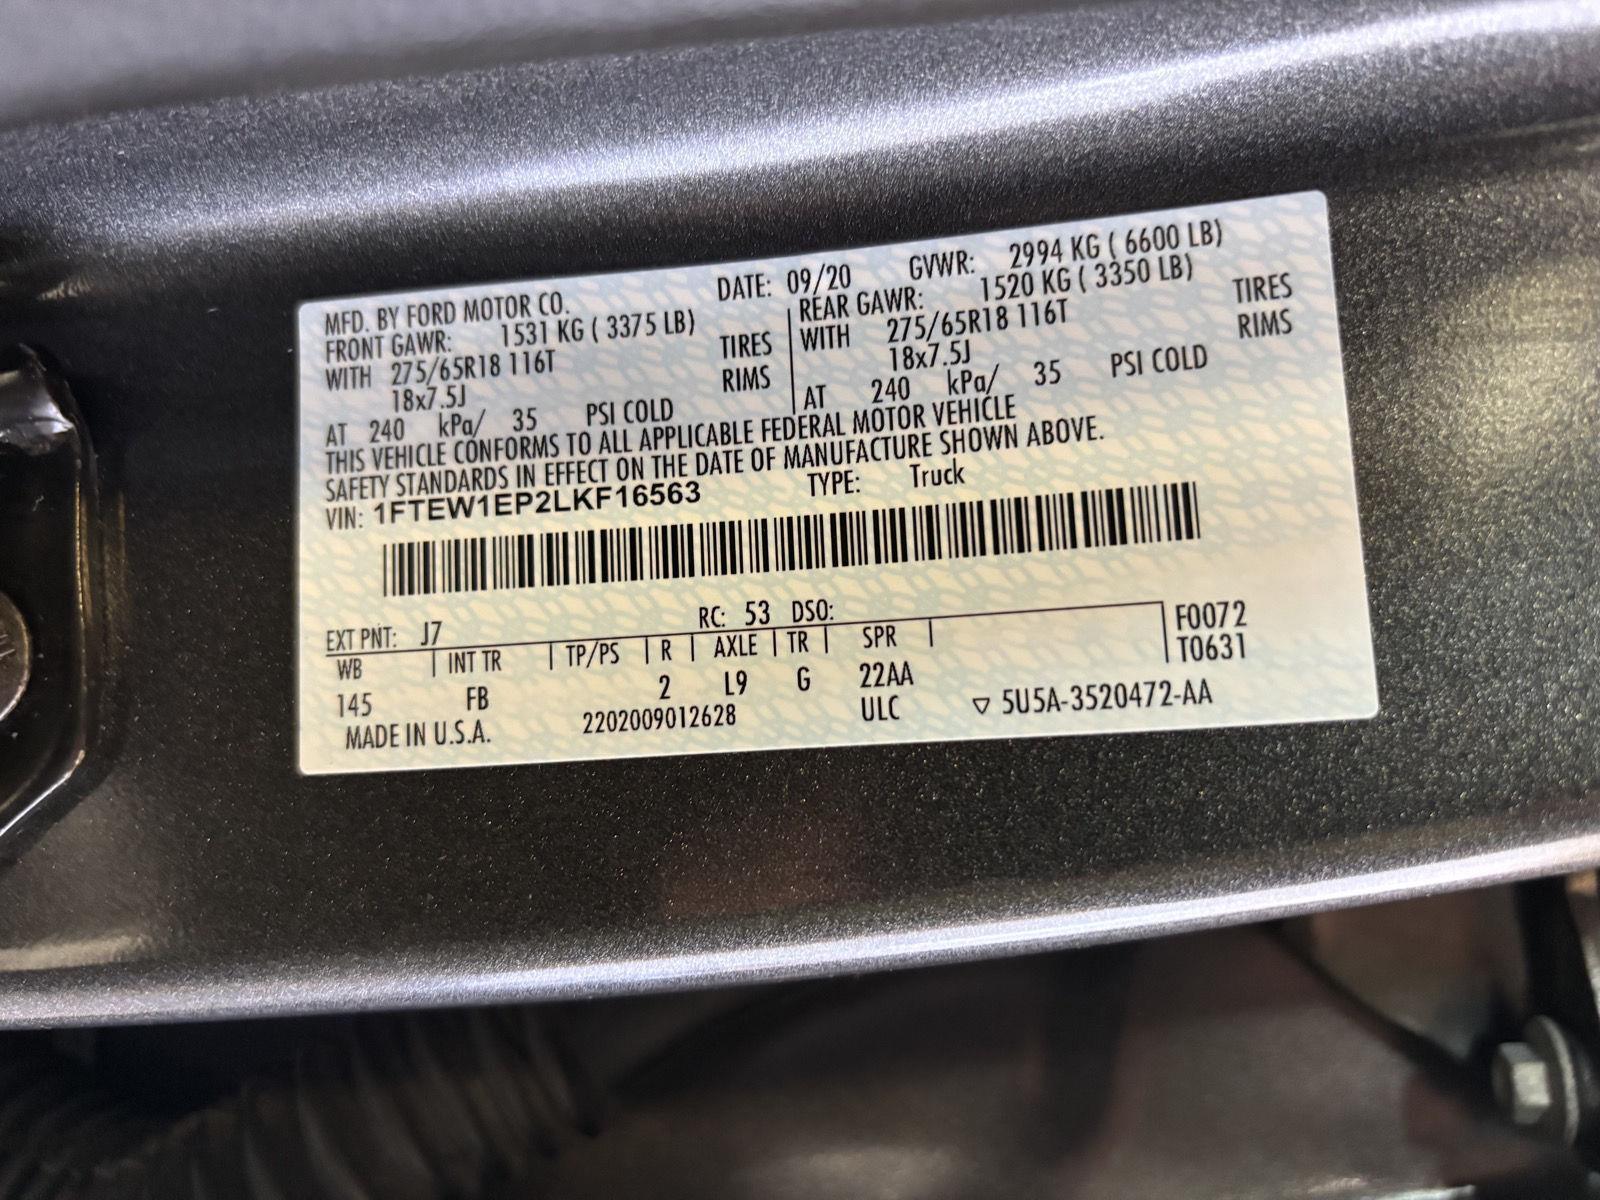 MFD. BY FORD MOTOR CO. DATE: 09/20 GVWR: 2994 KG ( 6600 LB)
FRONT GAWR: 1531 KG ( 3375 LB) REAR GAWR: 1520 KG ( 3350 LB)
WITH 275/65R18 116T TIRES WITH 275/65R18 116T TIRES
18x7.5J RIMS 18x7.5J RIMS
AT 240 kPa/ 35 PSI COLD AT 240 kPa/ 35 PSI COLD
THIS VEHICLE CONFORMS TO ALL APPLICABLE FEDERAL MOTOR VEHICLE
SAFETY STANDARDS IN EFFECT ON THE DATE OF MANUFACTURE SHOWN ABOVE.
VIN: 1FTEW1EP2LKF16563 TYPE: Truck
EXT PNT: J7 RC: 53 DSO: F0072
WB INT TR TP/PS R AXLE TR SPR T0631
145 FB 2 L9 G 22AA
MADE IN U.S.A. 2202009012628 ULC ▽ 5U5A-3520472-AA